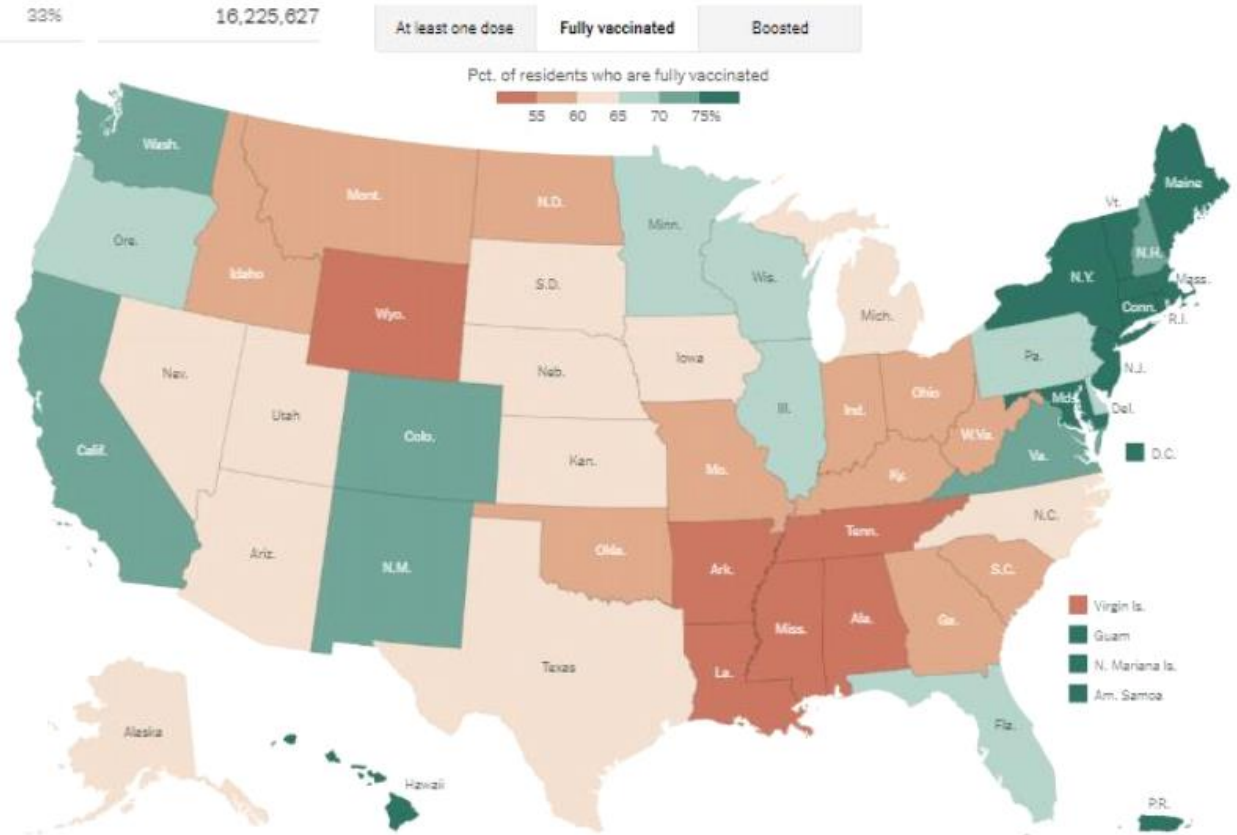 33% 16,225,627
At least one dose Fully vaccinated Boosted
Pct. of residents who are fully vaccinated
55 60 65 70 75%
Wash.
Mont.
N.D.
Minn.
Vt.
Maine
Ore.
Idaho
S.D.
Wis.
N.Y.
N.H.
Mass.
Wyo.
Mich.
Conn.
R.I.
Nev.
Utah
Neb.
Iowa
Pa.
N.J.
Calif.
Colo.
Kan.
Ill.
Ind.
Ohio
W.Va.
Md.
Del.
D.C.
Va.
Mo.
Ky.
Ariz.
N.M.
Okla.
Ark.
Tenn.
N.C.
S.C.
Miss.
Ala.
Ga.
Texas
La.
Fla.
Virgin Is.
Guam
N. Mariana Is.
Am. Samoa
Alaska
Hawaii
P.R.